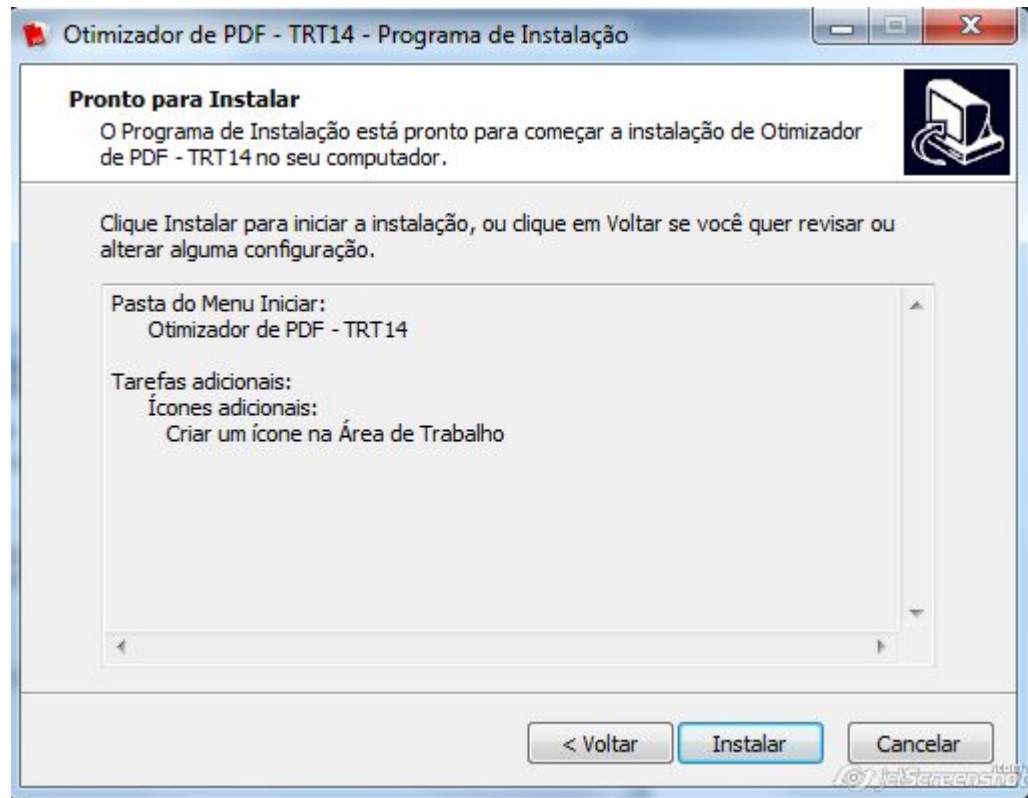 Otimizador de PDF - TRT14 - Programa de Instalação
Pronto para Instalar
O Programa de Instalação está pronto para começar a instalação de Otimizador
de PDF - TRT14 no seu computador.
Clique Instalar para iniciar a instalação, ou clique em Voltar se você quer revisar ou
alterar alguma configuração.
Pasta do Menu Iniciar:
Otimizador de PDF - TRT14
Tarefas adicionais:
Ícones adicionais:
Criar um ícone na Área de Trabalho
< Voltar
Instalar
Cancelar
jetScreenshot
.com